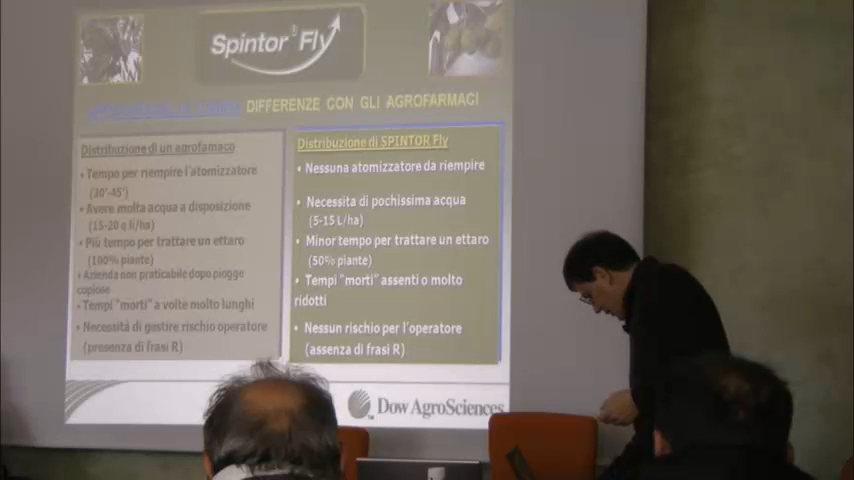 Spintor® Fly
DIFFERENZE CON GLI AGROFARMACI
Distribuzione di un agrofamaco
• Tempo per riempire l'atomizzatore
(30'-45')
• Avere molta acqua a disposizione
(15-20 q li/ha)
• Più tempo per trattare un ettaro
(100% piante)
• Azienda non praticabile dopo piogge
copiose
• Tempi "morti" a volte molto lunghi
• Necessità di gestire rischio operatore
(presenza di frasi R)
Distribuzione di SPINTOR Fly
• Nessuna atomizzatore da riempire
• Necessita di pochissima acqua
(5-15 L/ha)
• Minor tempo per trattare un ettaro
(50% piante)
• Tempi "morti" assenti o molto
ridotti
• Nessun rischio per l'operatore
(assenza di frasi R)
Dow AgroSciences